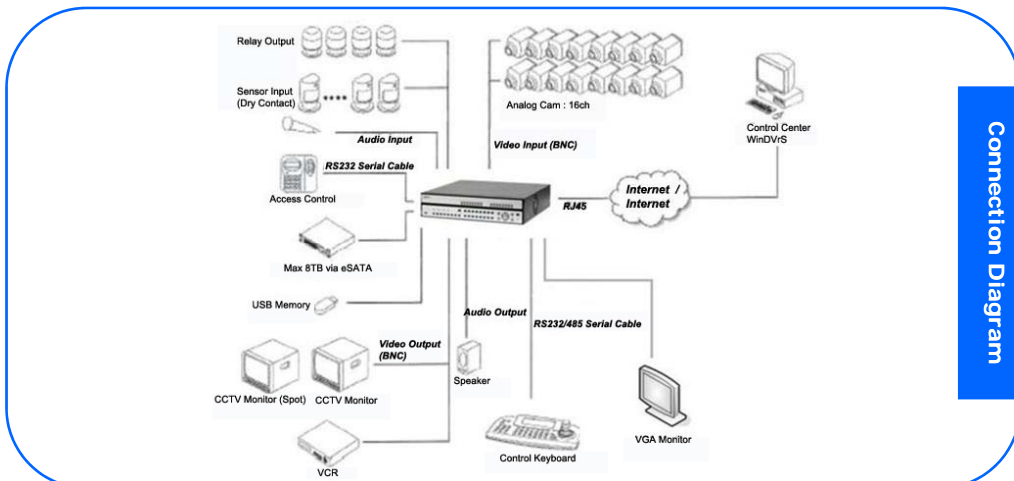 Relay Output
Sensor Input
(Dry Contact)
Audio Input
RS232 Serial Cable
Access Control
Max 8TB via eSATA
USB Memory
Video Output
(BNC)
CCTV Monitor (Spot)
CCTV Monitor
VCR
Analog Cam : 16ch
Video Input (BNC)
Control Center
WinDVrS
Internet /
Internet
RJ45
Audio Output
RS232/485 Serial Cable
Speaker
Control Keyboard
VGA Monitor
Connection Diagram